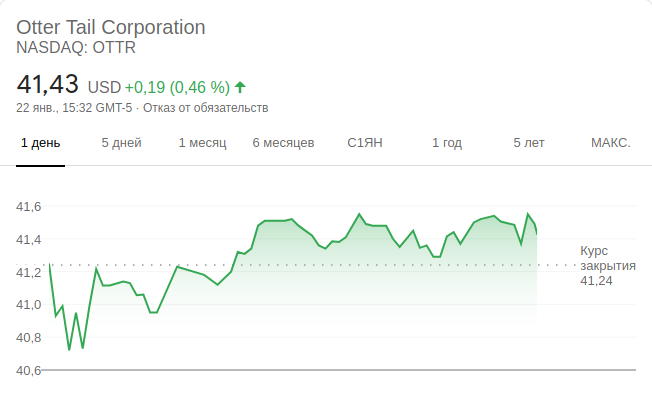 Otter Tail Corporation
NASDAQ: OTTR
41,43 USD +0,19 (0,46 %)
22 янв., 15:32 GMT-5 · Отказ от обязательств
1 день 5 дней 1 месяц 6 месяцев С1ЯН 1 год 5 лет МАКС.
41,6
41,4
41,2
41,0
40,8
40,6
Курс
закрытия
41,24